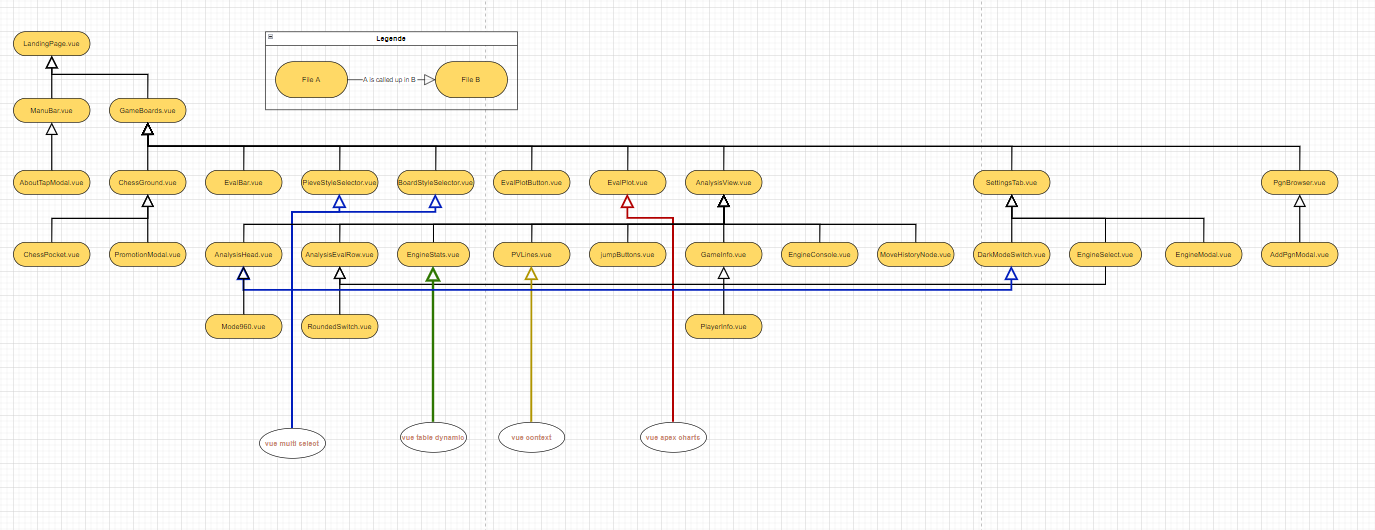 LandingPage.vue
Legende
File A
A is called up in B
File B
ManuBar.vue
GameBoards.vue
AboutTapModal.vue
ChessGround.vue
EvalBar.vue
PieveStyleSelector.vue
BoardStyleSelector.vue
EvalPlotButton.vue
EvalPlot.vue
AnalysisView.vue
SettingsTab.vue
PgnBrowser.vue
ChessPocket.vue
PromotionModal.vue
AnalysisHead.vue
AnalysisEvalRow.vue
EngineStats.vue
PVLines.vue
jumpButtons.vue
GameInfo.vue
EngineConsole.vue
MoveHistoryNode.vue
DarkModeSwitch.vue
EngineSelect.vue
EngineModal.vue
AddPgnModal.vue
Mode960.vue
RoundedSwitch.vue
PlayerInfo.vue
vue multi select
vue table dynamic
vue context
vue apex charts